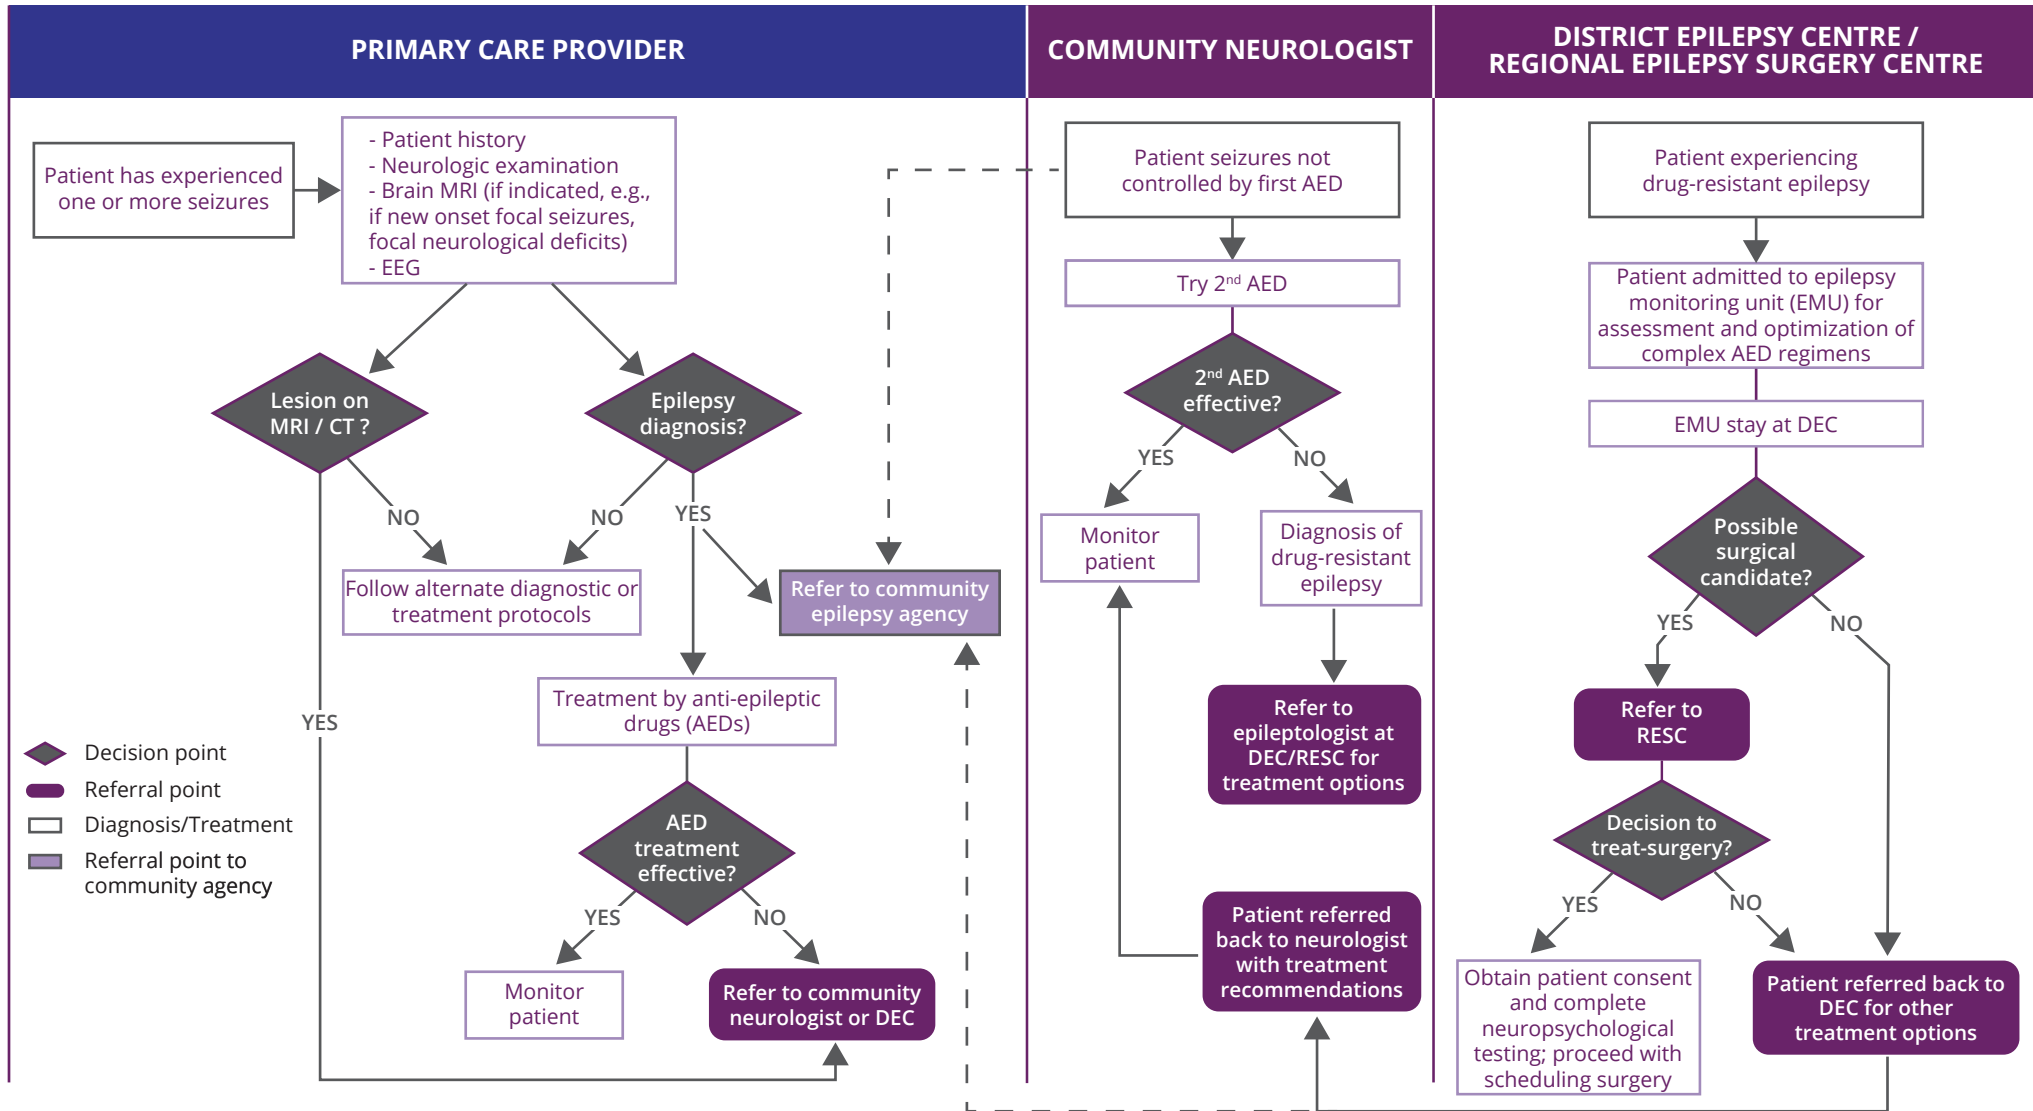 PRIMARY CARE PROVIDER
Patient has experienced
one or more seizures
- Patient history
- Neurologic examination
- Brain MRI (if indicated, e.g.,
if new onset focal seizures,
focal neurological deficits)
- EEG
Lesion on
MRI / CT ?
Epilepsy
diagnosis?
NO
NO
YES
Follow alternate diagnostic or
treatment protocols
Refer to community
epilepsy agency
YES
Treatment by anti-epileptic
drugs (AEDs)
AED
treatment
effective?
YES
NO
Monitor
patient
Refer to community
neurologist or DEC
Decision point
Referral point
Diagnosis/Treatment
Referral point to
community agency
COMMUNITY NEUROLOGIST
Patient seizures not
controlled by first AED
Try 2nd AED
2nd AED
effective?
YES
NO
Monitor
patient
Diagnosis of
drug-resistant
epilepsy
Refer to
epileptologist at
DEC/RESC for
treatment options
Patient referred
back to neurologist
with treatment
recommendations
DISTRICT EPILEPSY CENTRE /
REGIONAL EPILEPSY SURGERY CENTRE
Patient experiencing
drug-resistant epilepsy
Patient admitted to epilepsy
monitoring unit (EMU) for
assessment and optimization of
complex AED regimens
EMU stay at DEC
Possible
surgical
candidate?
YES
NO
Refer to
RESC
Decision to
treat-surgery?
YES
NO
Obtain patient consent
and complete
neuropsychological
testing; proceed with
scheduling surgery
Patient referred back to
DEC for other
treatment options